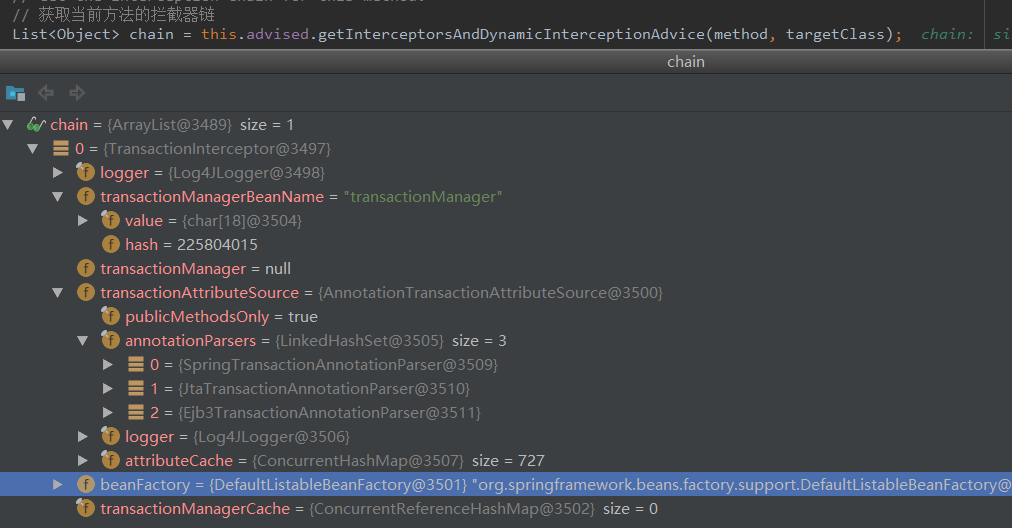 // 获取当前方法的拦截器链
List<Object> chain = this.advised.getInterceptorsAndDynamicInterceptionAdvice(method, targetClass); chain: si
chain
chain = {ArrayList@3489} size = 1
0 = {TransactionInterceptor@3497}
f logger = {Log4JLogger@3498}
f transactionManagerBeanName = "transactionManager"
f value = {char[18]@3504}
f hash = 225804015
f transactionManager = null
f transactionAttributeSource = {AnnotationTransactionAttributeSource@3500}
f publicMethodsOnly = true
f annotationParsers = {LinkedHashSet@3505} size = 3
0 = {SpringTransactionAnnotationParser@3509}
1 = {JtaTransactionAnnotationParser@3510}
2 = {Ejb3TransactionAnnotationParser@3511}
f logger = {Log4JLogger@3506}
f attributeCache = {ConcurrentHashMap@3507} size = 727
f beanFactory = {DefaultListableBeanFactory@3501} "org.springframework.beans.factory.support.DefaultListableBeanFactory@
f transactionManagerCache = {ConcurrentReferenceHashMap@3502} size = 0